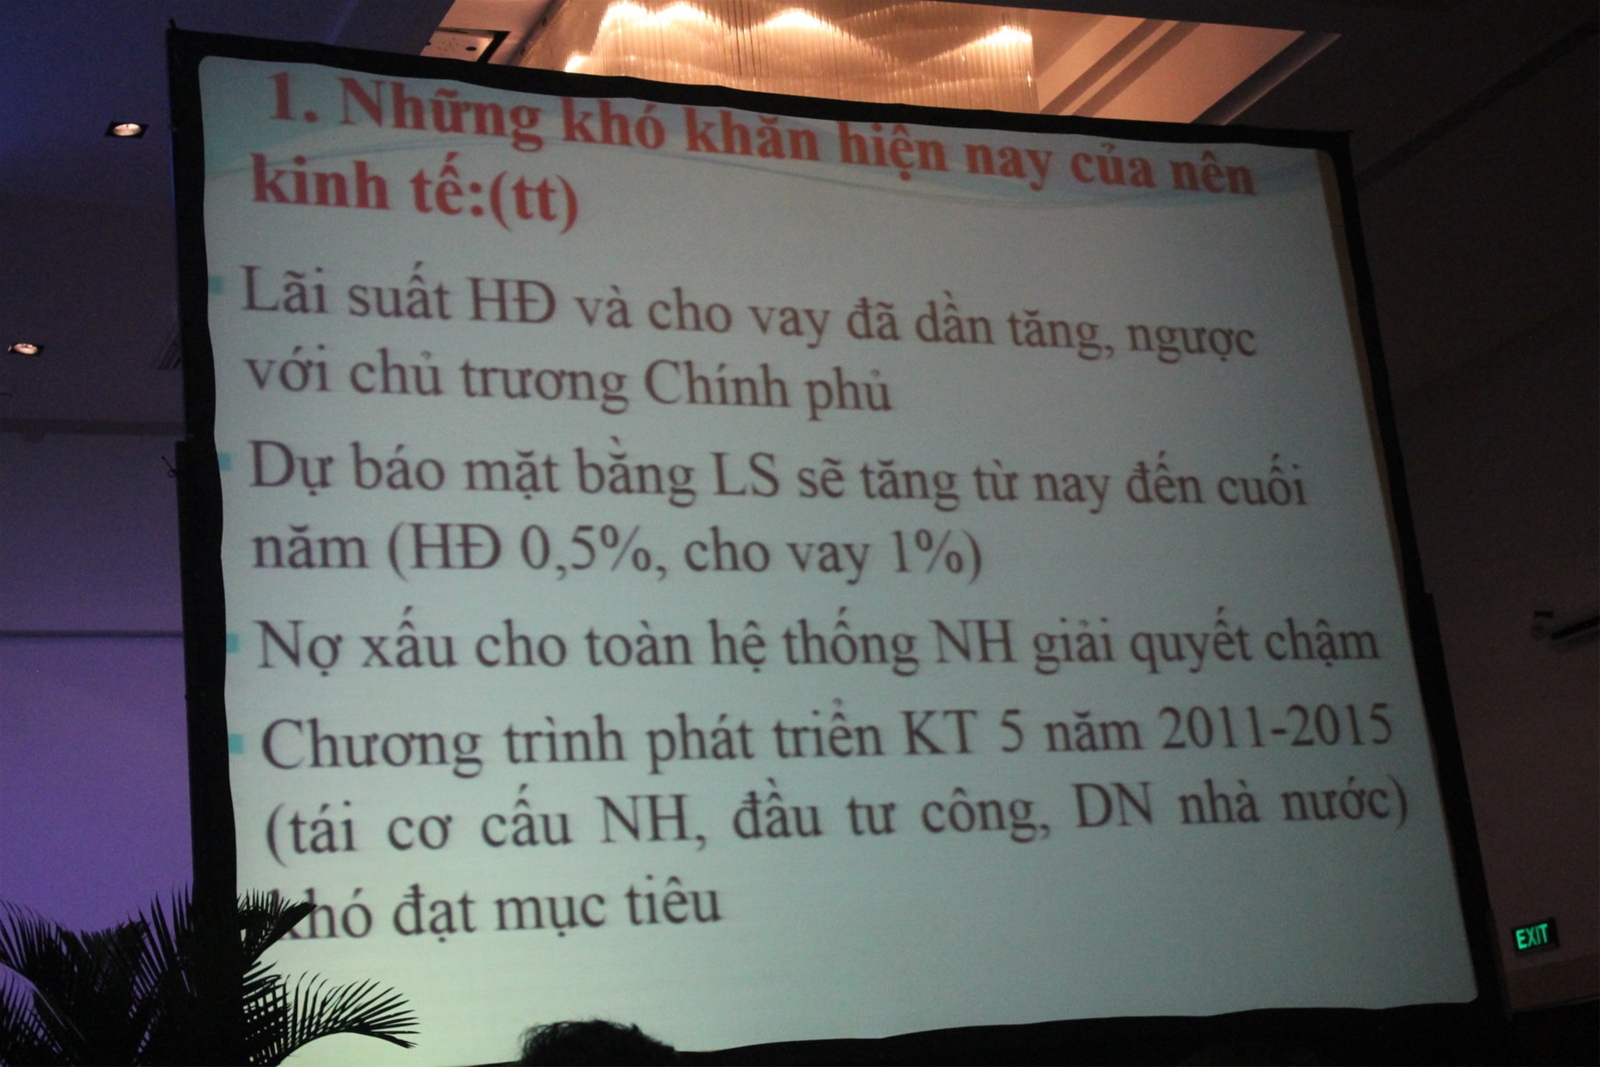 1. Những khó khăn hiện nay của nền
kinh tế:(tt)
Lãi suất HĐ và cho vay đã dần tăng, ngược
với chủ trương Chính phủ
Dự báo mặt bằng LS sẽ tăng từ nay đến cuối
năm (HĐ 0,5%, cho vay 1%)
Nợ xấu cho toàn hệ thống NH giải quyết chậm
Chương trình phát triển KT 5 năm 2011-2015
(tái cơ cấu NH, đầu tư công, DN nhà nước)
khó đạt mục tiêu
EXIT